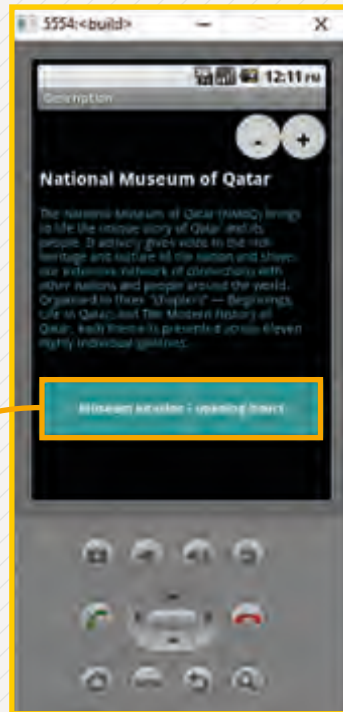 5554:<build>
12:11 PM
Description
- +
National Museum of Qatar
The National Museum of Qatar (NMoQ) brings
to life the unique story of Qatar and its
people. It actively gives voice to the rich
heritage and culture of the nation and
our extensive network of connections with
other nations and people around the world.
Organised in three "chapters" — Beginnings,
Life in Qatar, and The Modern History of
Qatar, each theme is presented across eleven
highly individual galleries.
Museum location - opening hours